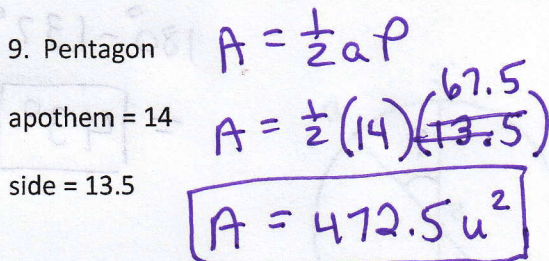 9. Pentagon
A = 1/2 a P
apothem = 14
67.5
A = 1/2 (14)(13.5)
side = 13.5
A = 472.5 u²